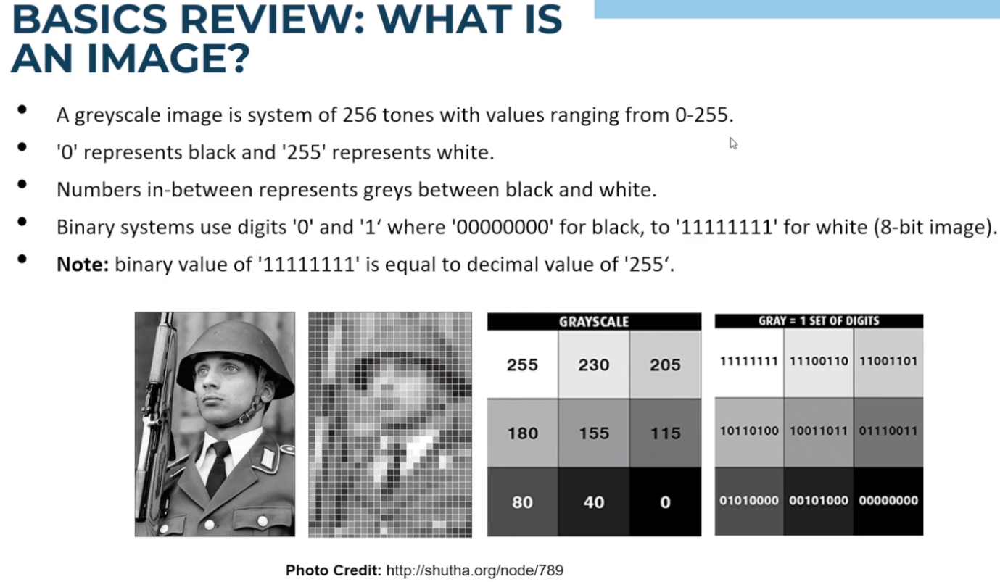 BASICS REVIEW: WHAT IS
AN IMAGE?
• A greyscale image is system of 256 tones with values ranging from 0-255.
• '0' represents black and '255' represents white.
• Numbers in-between represents greys between black and white.
• Binary systems use digits '0' and '1‘ where '00000000' for black, to '11111111' for white (8-bit image).
• Note: binary value of '11111111' is equal to decimal value of '255‘.
GRAYSCALE
255 230 205
180 155 115
80 40 0
GRAY = 1 SET OF DIGITS
11111111 11100110 11001101
10110100 10011011 01110011
01010000 00101000 00000000
Photo Credit: http://shutha.org/node/789